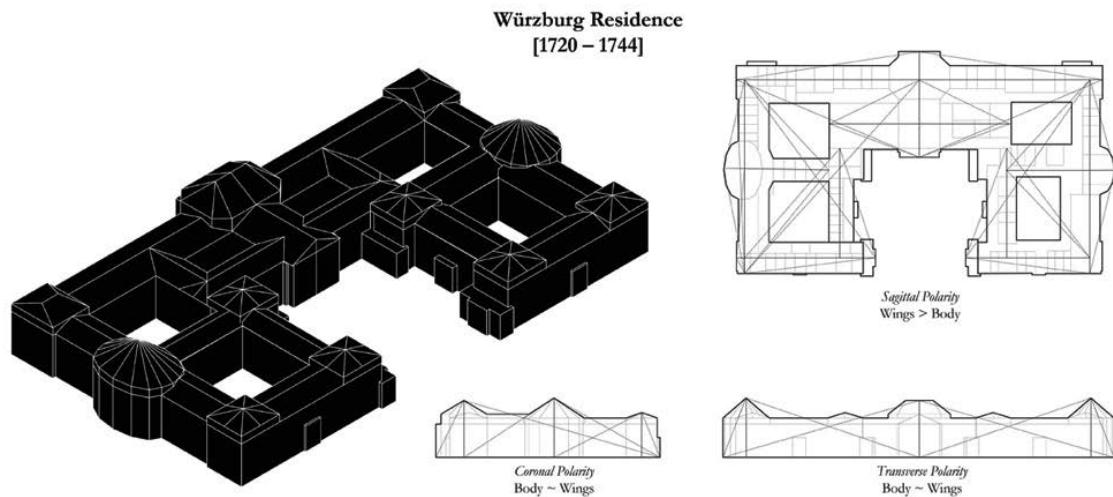 Würzburg Residence
[1720 – 1744]
Sagittal Polarity
Wings > Body
Coronal Polarity
Body ~ Wings
Transverse Polarity
Body ~ Wings